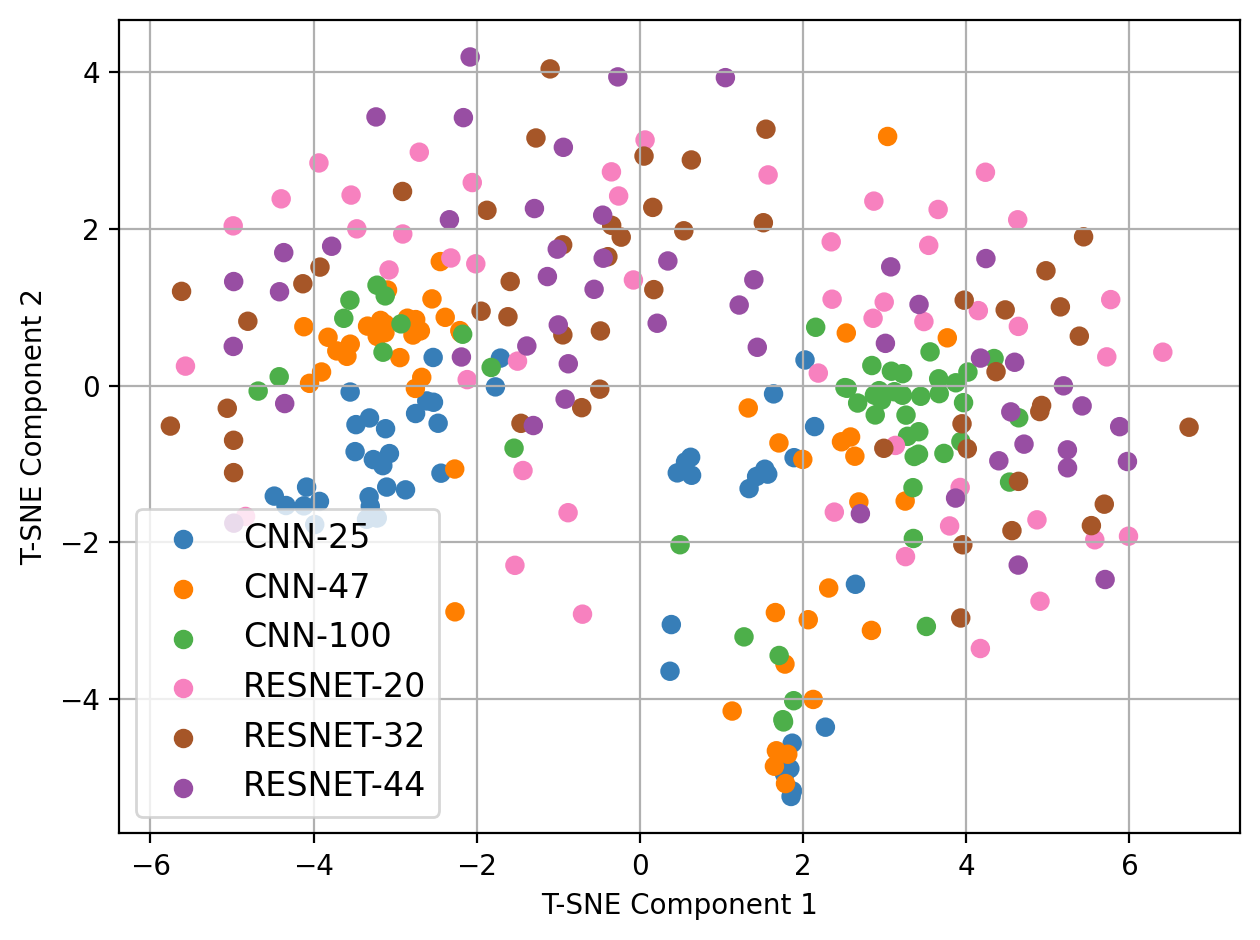 4
2
0
−2
−4
T-SNE Component 2
CNN-25
CNN-47
CNN-100
RESNET-20
RESNET-32
RESNET-44
−6 −4 −2 0 2 4 6
T-SNE Component 1